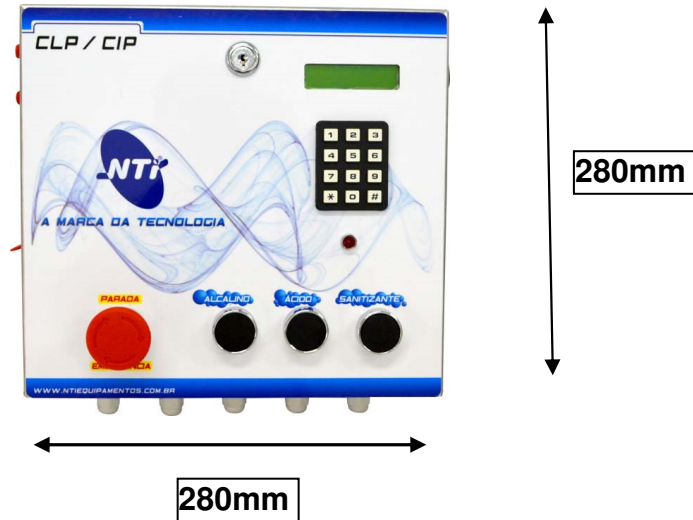 CLP / CIP
1 2 3
4 5 6
7 8 9
* 0 #
NTi
A MARCA DA TECNOLOGIA
PARADA
ALCALINO
ÁCIDO
SANITIZANTE
WWW.NTIEQUIPAMENTOS.COM.BR
280mm
280mm